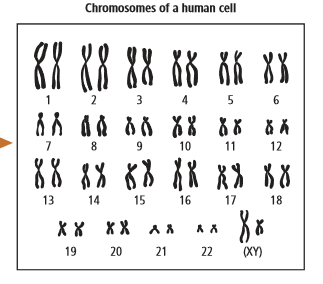 Chromosomes of a human cell
1 2 3 4 5 6
7 8 9 10 11 12
13 14 15 16 17 18
19 20 21 22 (XY)